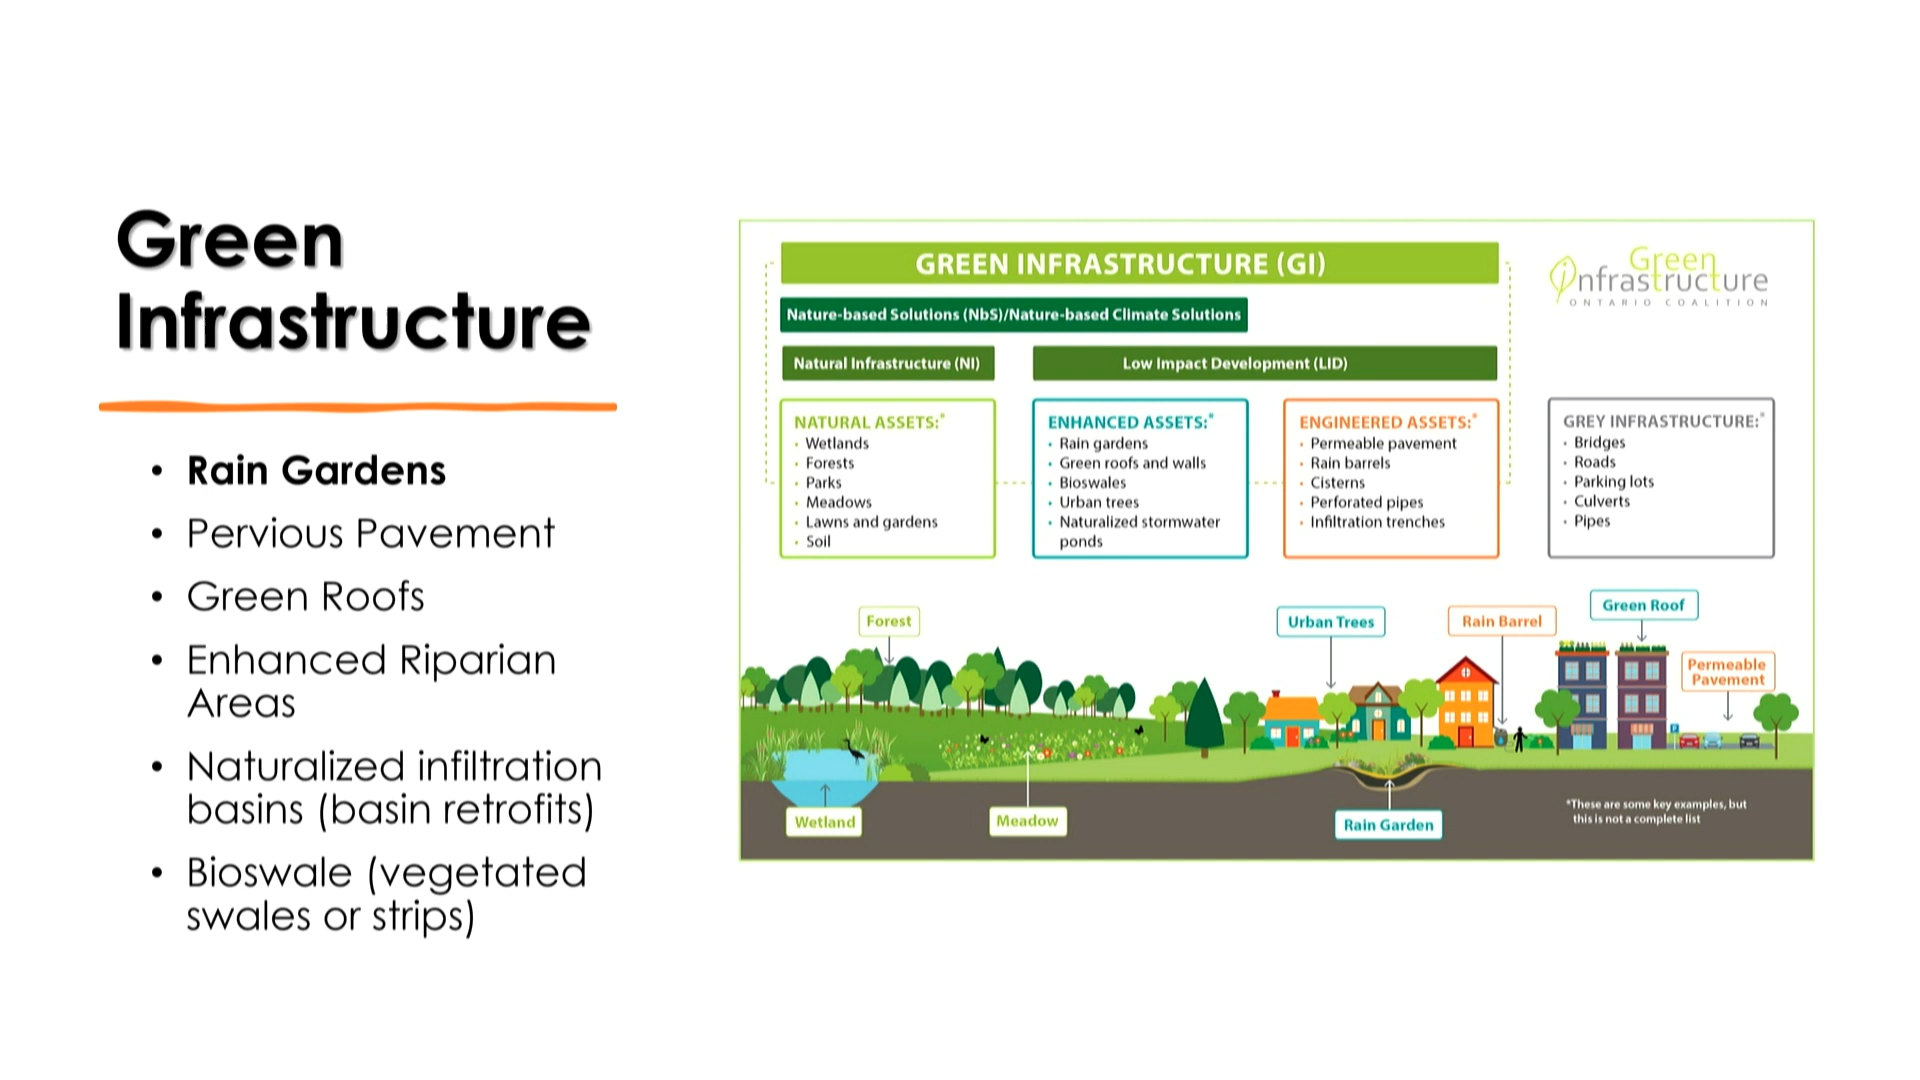 Green
Infrastructure
• Rain Gardens
• Pervious Pavement
• Green Roofs
• Enhanced Riparian
Areas
• Naturalized infiltration
basins (basin retrofits)
• Bioswale (vegetated
swales or strips)
GREEN INFRASTRUCTURE (GI)
Green
infrastructure
ONTARIO COALITION
Nature-based Solutions (NbS)/Nature-based Climate Solutions
Natural Infrastructure (NI)
Low Impact Development (LID)
NATURAL ASSETS:*
· Wetlands
· Forests
· Parks
· Meadows
· Lawns and gardens
· Soil
ENHANCED ASSETS:*
· Rain gardens
· Green roofs and walls
· Bioswales
· Urban trees
· Naturalized stormwater
ponds
ENGINEERED ASSETS:*
· Permeable pavement
· Rain barrels
· Cisterns
· Perforated pipes
· Infiltration trenches
GREY INFRASTRUCTURE:*
· Bridges
· Roads
· Parking lots
· Culverts
· Pipes
Forest
Urban Trees
Rain Barrel
Green Roof
Permeable
Pavement
P
Wetland
Meadow
Rain Garden
*These are some key examples, but
this is not a complete list